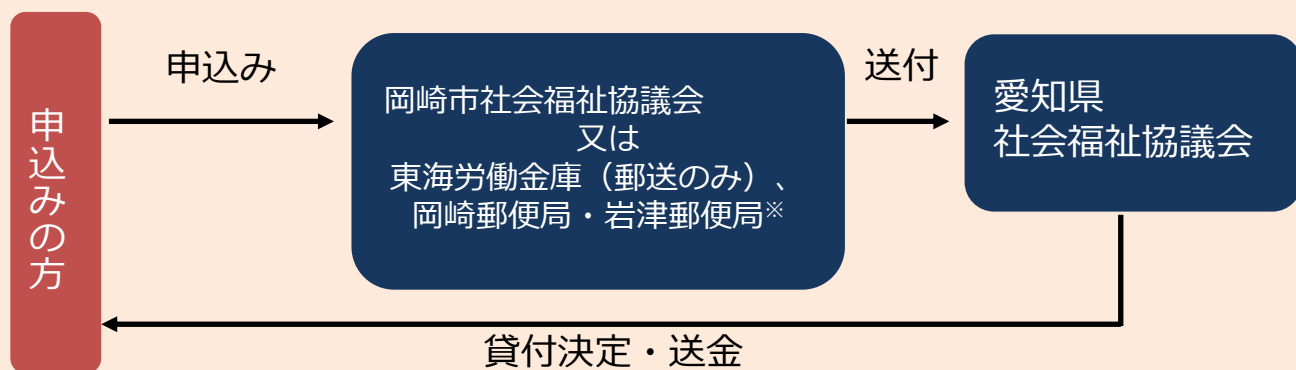 申込みの方
申込み
岡崎市社会福祉協議会
又は
東海労働金庫（郵送のみ）、
岡崎郵便局・岩津郵便局※
送付
愛知県
社会福祉協議会
貸付決定・送金